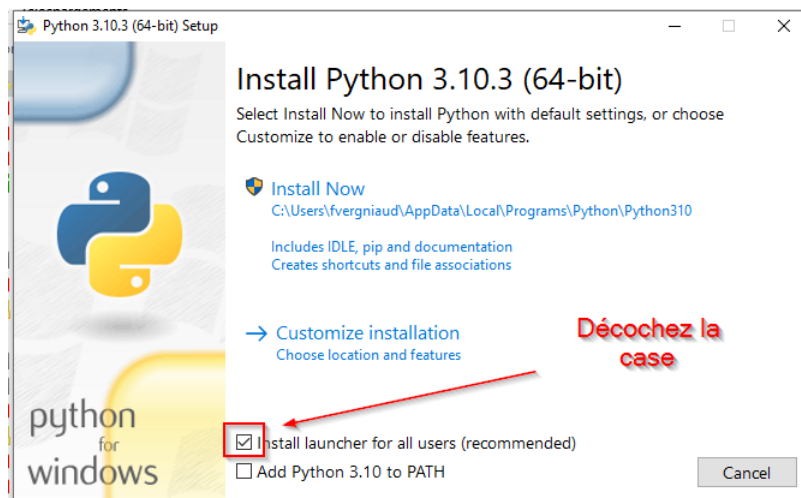 Python 3.10.3 (64-bit) Setup
Install Python 3.10.3 (64-bit)
Select Install Now to install Python with default settings, or choose
Customize to enable or disable features.
Install Now
C:\Users\fvergniaud\AppData\Local\Programs\Python\Python310
Includes IDLE, pip and documentation
Creates shortcuts and file associations
Customize installation
Choose location and features
Décochez la
case
python
for
windows
Install launcher for all users (recommended)
Add Python 3.10 to PATH
Cancel